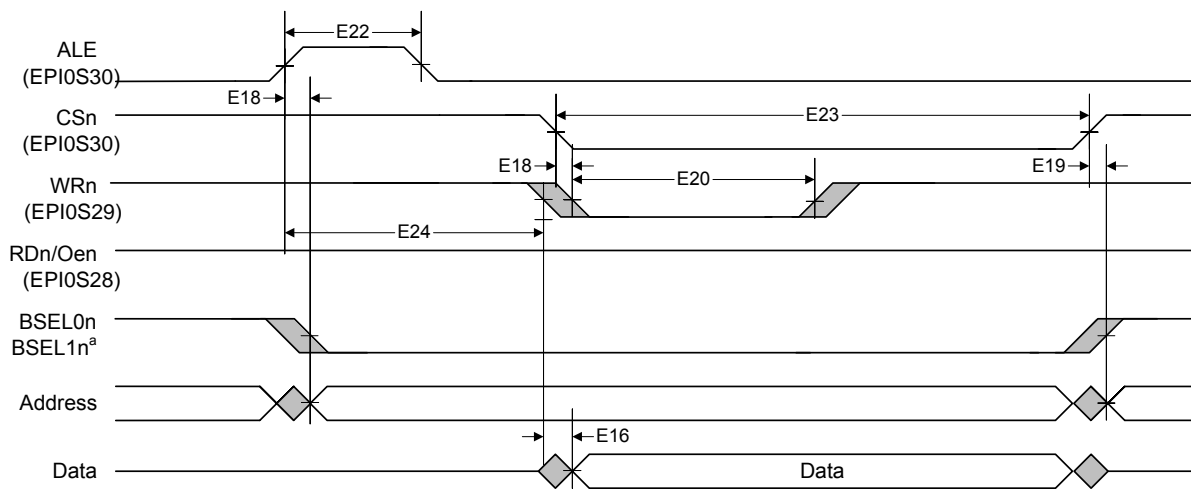 E22
ALE
(EPI0S30)
E18
E23
CSn
(EPI0S30)
E18
E20
E19
WRn
(EPI0S29)
E24
RDn/Oen
(EPI0S28)
BSEL0n
BSEL1nª
Address
E16
Data
Data